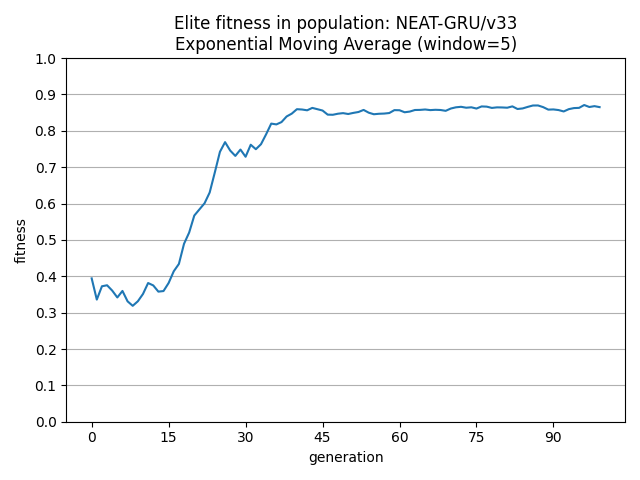 Elite fitness in population: NEAT-GRU/v33
Exponential Moving Average (window=5)
1.0
0.9
0.8
0.7
0.6
0.5
0.4
0.3
0.2
0.1
0.0
fitness
0 15 30 45 60 75 90
generation